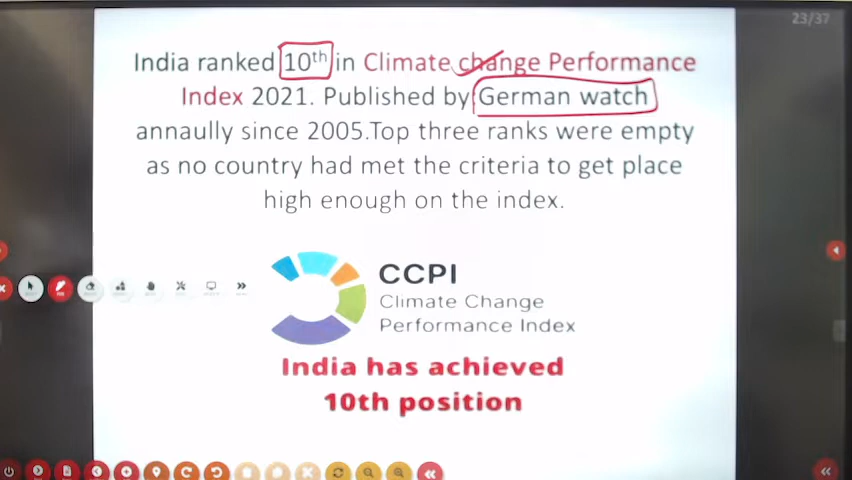 23/37
India ranked 10th in Climate change Performance
Index 2021. Published by German watch
annaully since 2005.Top three ranks were empty
as no country had met the criteria to get place
high enough on the index.
CCPI
Climate Change
Performance Index
India has achieved
10th position